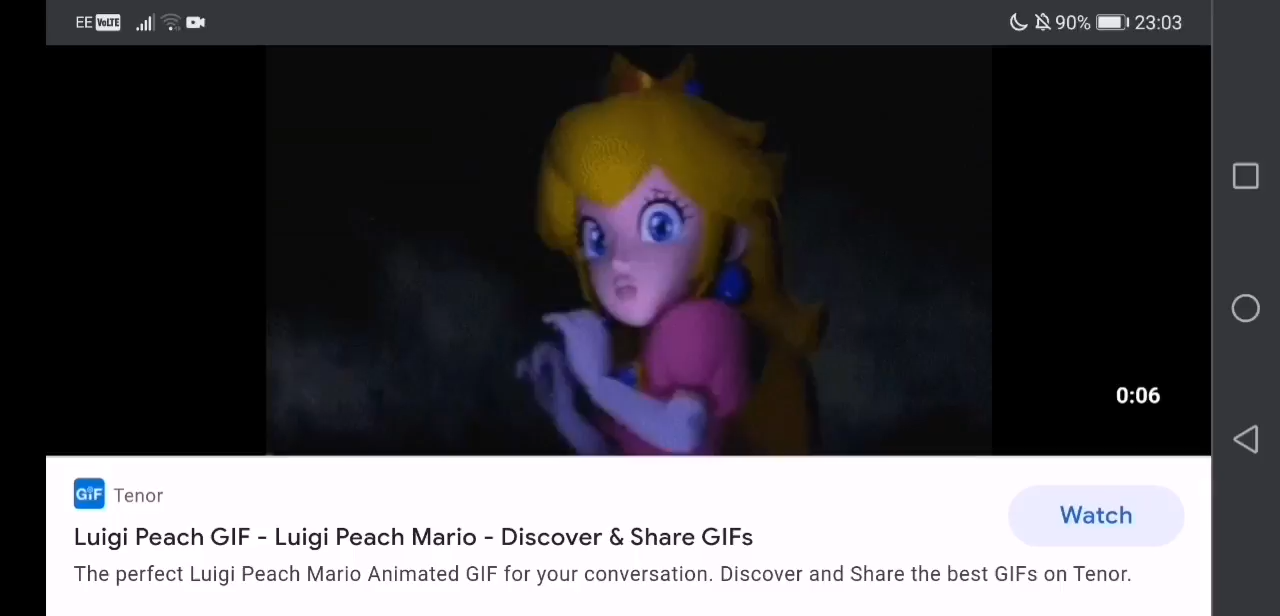 EE VoLTE 90% 23:03
0:06
GIF Tenor
Luigi Peach GIF - Luigi Peach Mario - Discover & Share GIFs
Watch
The perfect Luigi Peach Mario Animated GIF for your conversation. Discover and Share the best GIFs on Tenor.